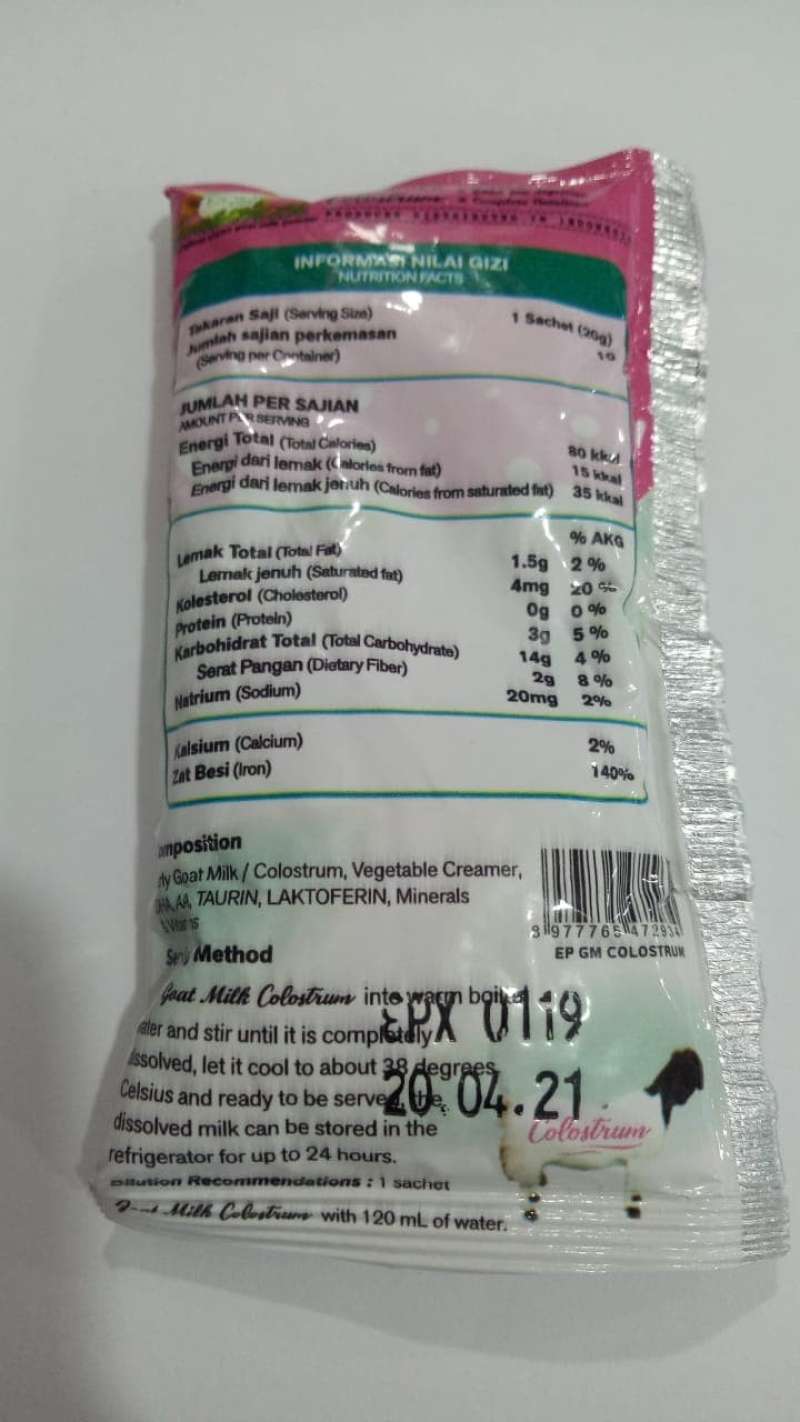 Complete Nutrition
INFORMASI NILAI GIZI
NUTRITION FACTS
Takaran Saji (Serving Size) 1 Sachet (20g)
Jumlah sajian perkemasan 10
(Serving per Container)
JUMLAH PER SAJIAN
AMOUNT PER SERVING
Energi Total (Total Calories) 80 kkal
Energi dari lemak (Calories from fat) 15 kkal
Energi dari lemak jenuh (Calories from saturated fat) 35 kkal
% AKG
Lemak Total (Total Fat) 1.5g 2 %
Lemak jenuh (Saturated fat) 4mg 20 %
Kolesterol (Cholesterol) 0g 0 %
Protein (Protein) 3g 5 %
Karbohidrat Total (Total Carbohydrate) 14g 4 %
Serat Pangan (Dietary Fiber) 2g 8 %
Natrium (Sodium) 20mg 2%
Kalsium (Calcium) 2%
Zat Besi (Iron) 140%
mposition
Goat Milk / Colostrum, Vegetable Creamer,
AA, TAURIN, LAKTOFERIN, Minerals
EP GM COLOSTRUM
Method
Goat Milk Colostrum into warm boiled
water and stir until it is completely
dissolved, let it cool to about 38 degrees
Celsius and ready to be served, the
dissolved milk can be stored in the
refrigerator for up to 24 hours.
Dilution Recommendations : 1 sachet
Goat Milk Colostrum with 120 mL of water.
EPX 0119
20.04.21
Colostrum